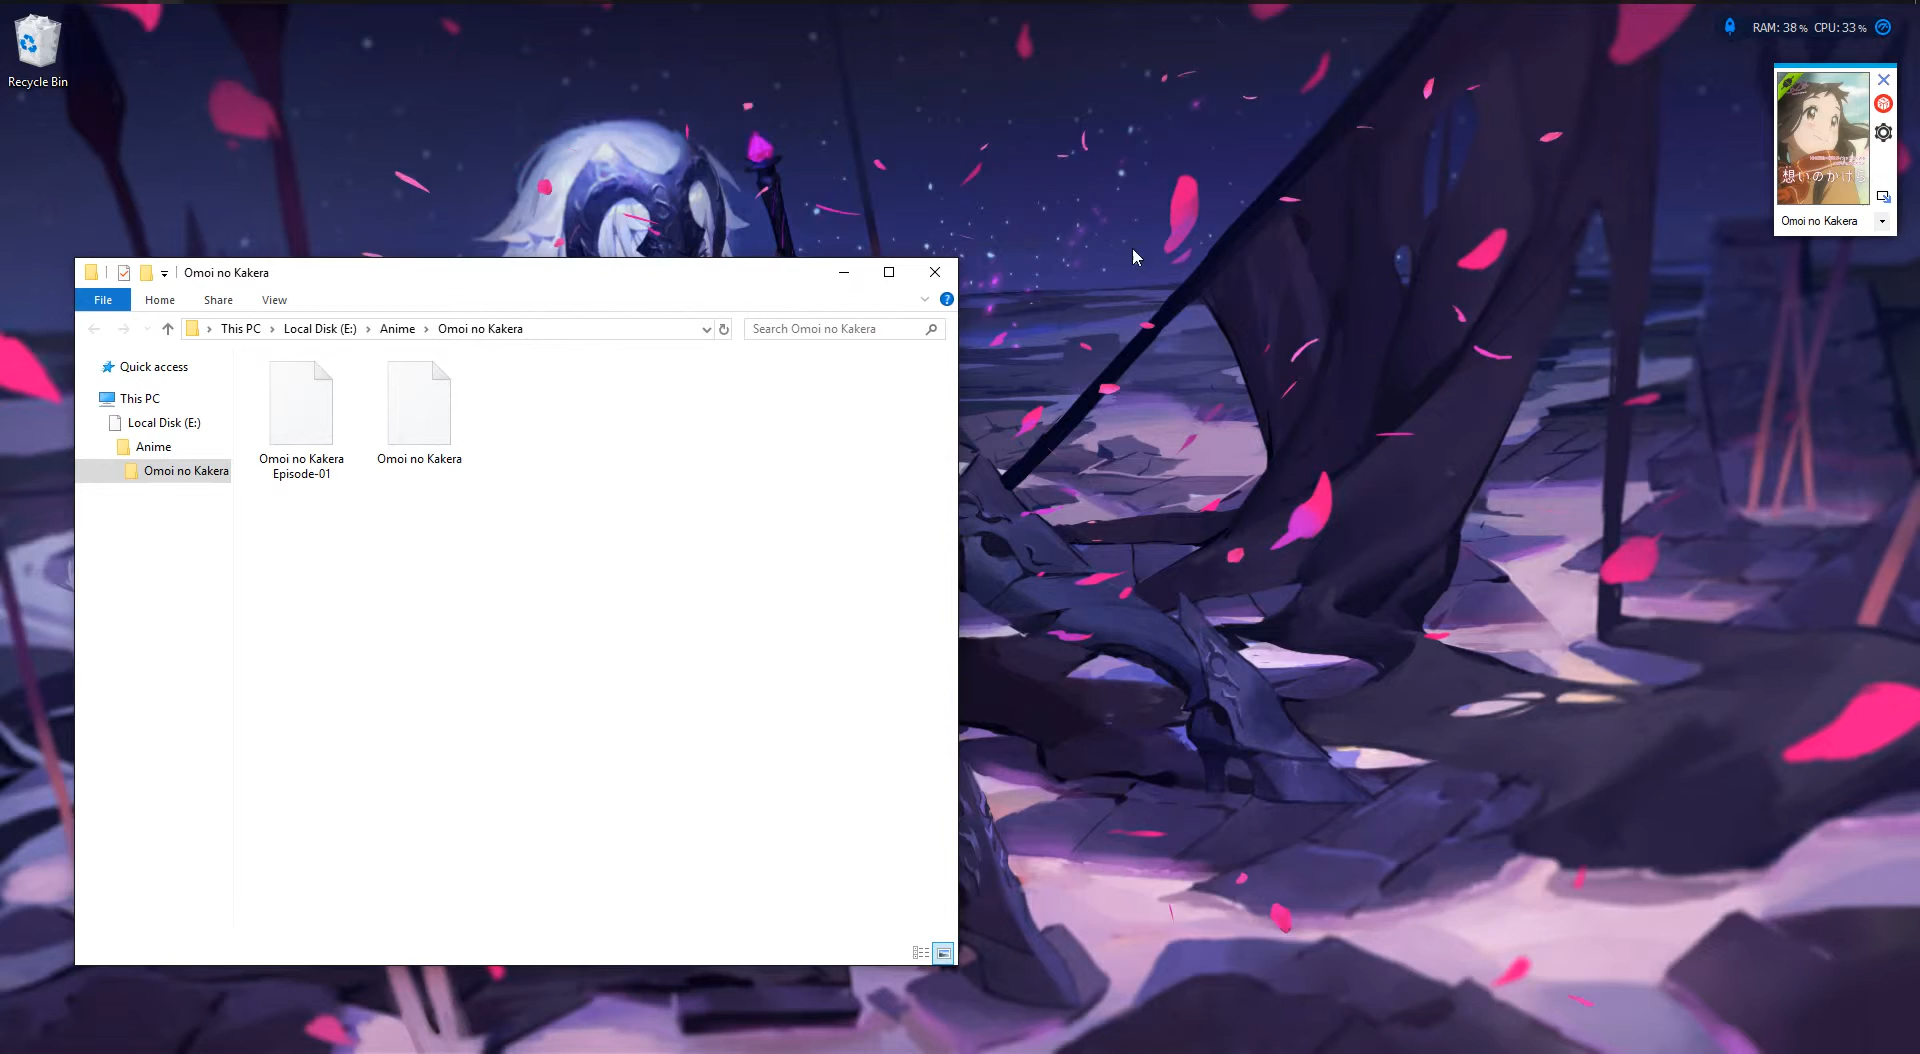 Recycle Bin
RAM: 38 % CPU: 33 %
想いのかけら
Omoi no Kakera
Omoi no Kakera
File Home Share View
This PC > Local Disk (E:) > Anime > Omoi no Kakera
Search Omoi no Kakera
Quick access
This PC
Local Disk (E:)
Anime
Omoi no Kakera
Omoi no Kakera
Episode-01
Omoi no Kakera